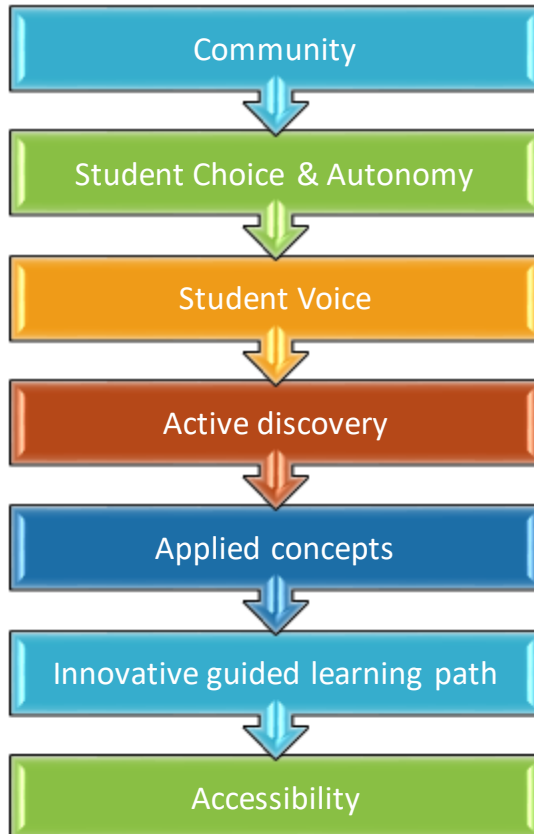 Community
Student Choice & Autonomy
Student Voice
Active discovery
Applied concepts
Innovative guided learning path
Accessibility